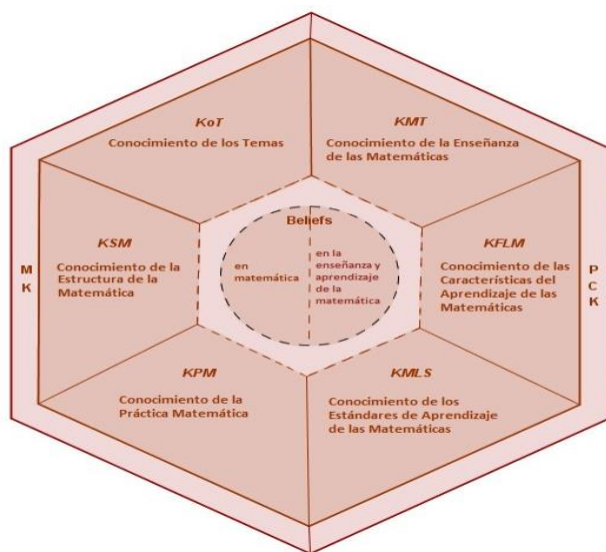 KoT
Conocimiento de los Temas
KMT
Conocimiento de la Enseñanza
de las Matemáticas
Beliefs
en
matemática
en la
enseñanza y
aprendizaje
de la
matemática
KSM
Conocimiento de la
Estructura de la
Matemática
KFLM
Conocimiento de las
Características del
Aprendizaje de las
Matemáticas
M
K
P
C
K
KPM
Conocimiento de la
Práctica Matemática
KMLS
Conocimiento de los
Estándares de Aprendizaje
de las Matemáticas